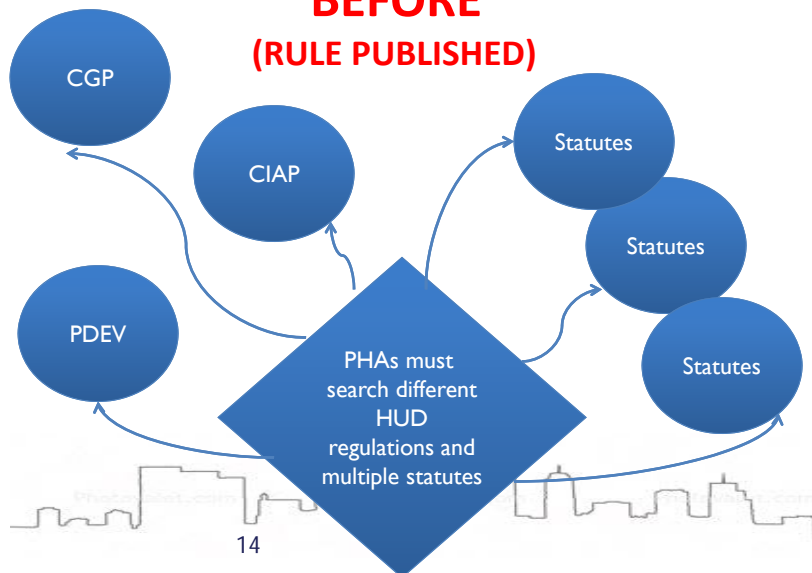 BEFORE
(RULE PUBLISHED)
CGP
CIAP
PDEV
Statutes
Statutes
Statutes
PHAs must
search different
HUD
regulations and
multiple statutes
14